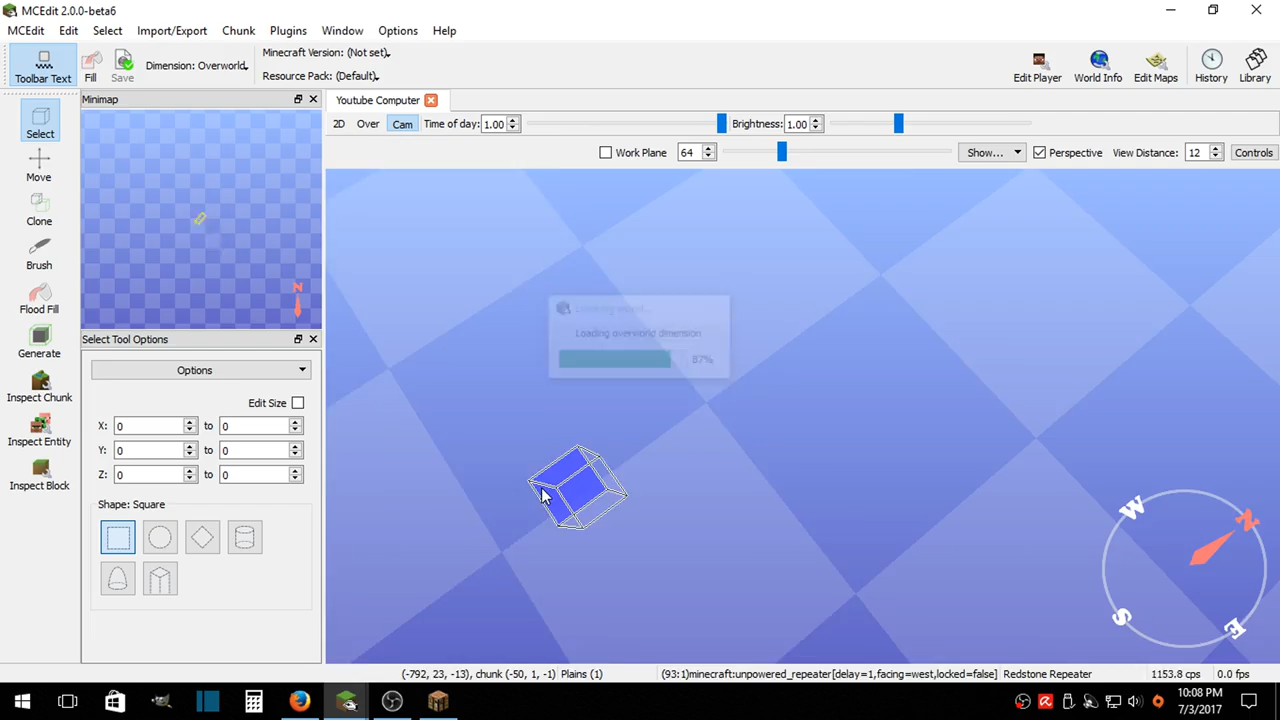 MCEdit 2.0.0-beta6
MCEdit Edit Select Import/Export Chunk Plugins Window Options Help
Toolbar Text
Fill
Save
Dimension: Overworld
Minecraft Version: (Not set)
Resource Pack: (Default)
Edit Player
World Info
Edit Maps
History
Library
Minimap
Youtube Computer
2D Over Cam Time of day: 1.00 Brightness: 1.00
Work Plane 64 Show... Perspective View Distance: 12 Controls
Select
Move
Clone
Brush
Flood Fill
Generate
Inspect Chunk
Inspect Entity
Inspect Block
N
Select Tool Options
Options
Edit Size
X: 0 to 0
Y: 0 to 0
Z: 0 to 0
Shape: Square
Loading world...
Loading overworld dimension
87%
W
N
S
E
(-792, 23, -13), chunk (-50, 1, -1) Plains (1)
(93:1)minecraft:unpowered_repeater[delay=1,facing=west,locked=false]
Redstone Repeater
1153.8 cps
0.0 fps
10:08 PM
7/3/2017